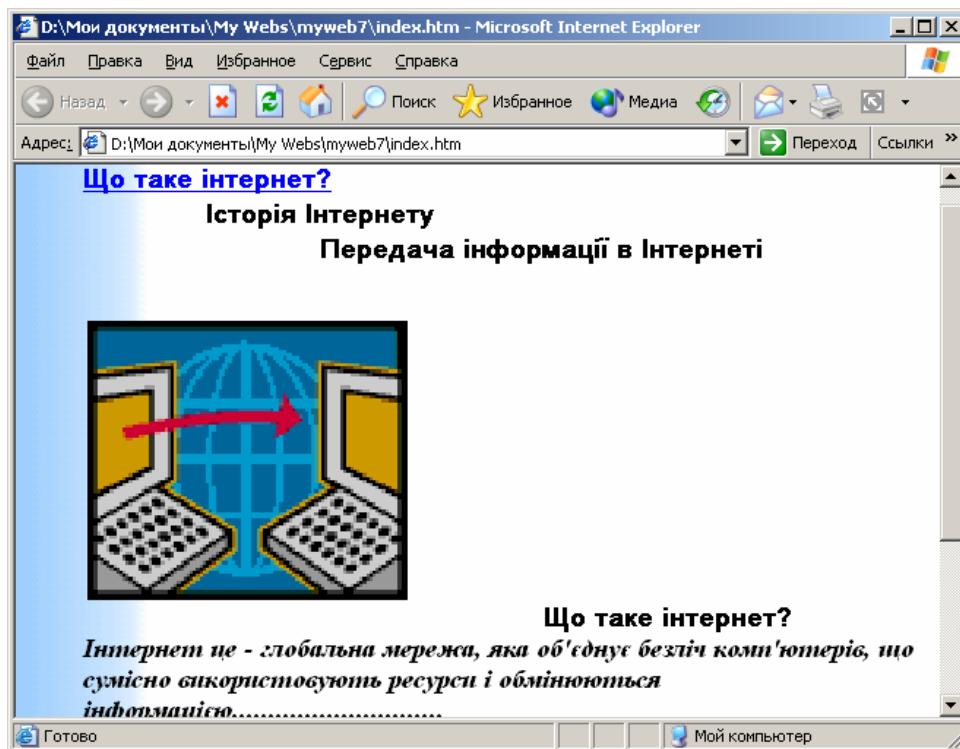 D:\Мои документы\My Webs\myweb7\index.htm - Microsoft Internet Explorer
Файл Правка Вид Избранное Сервис Справка
Назад Поиск Избранное Медиа
Адрес: D:\Мои документы\My Webs\myweb7\index.htm Переход Ссылки »
Що таке інтернет?
Історія Інтернету
Передача інформації в Інтернеті
Що таке інтернет?
Інтернет це - глобальна мережа, яка об'єднує безліч комп'ютерів, що
сумісно використовують ресурси і обмінюються
інформацією............................
Готово Мой компьютер